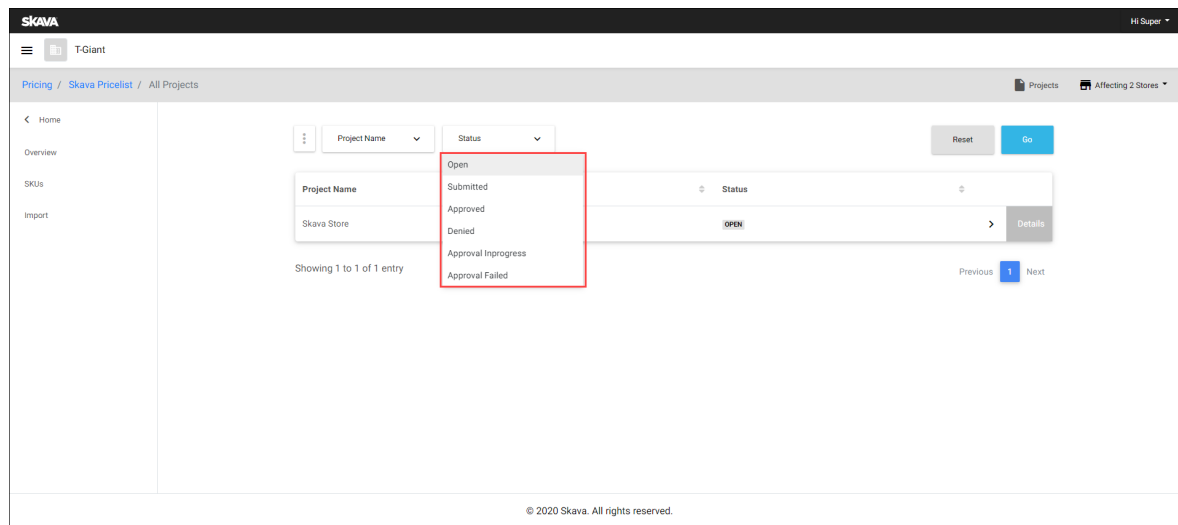 SKAVA
Hi Super
T-Giant
Pricing / Skava Pricelist / All Projects
Projects
Affecting 2 Stores
Home
Overview
SKUs
Import
Project Name
Status
Reset
Go
Open
Submitted
Approved
Denied
Approval Inprogress
Approval Failed
Project Name
Status
Skava Store
OPEN
Details
Showing 1 to 1 of 1 entry
Previous 1 Next
© 2020 Skava. All rights reserved.